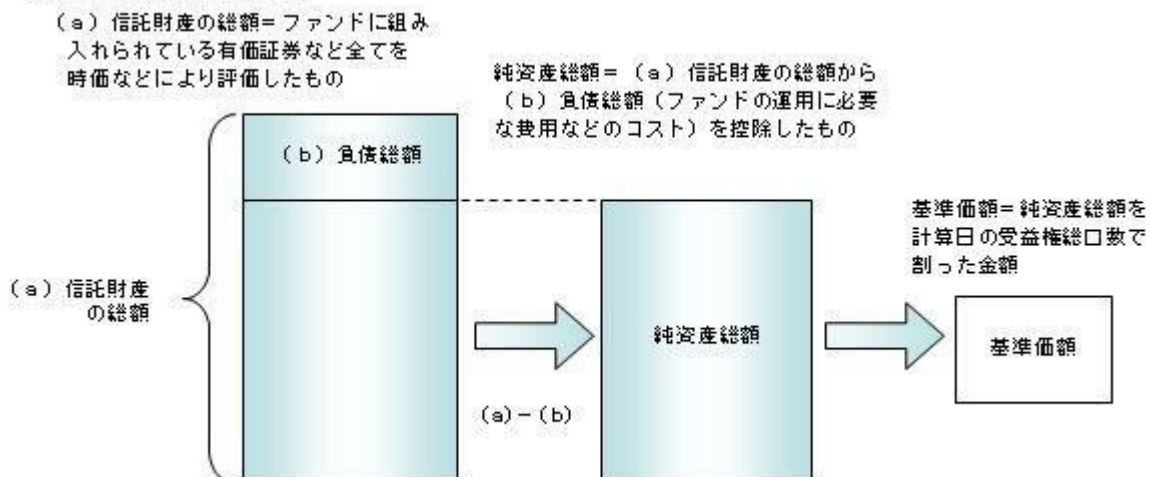 (a)信託財産の総額=ファンドに組み
入れられている有価証券など全てを
時価などにより評価したもの
純資産総額=(a)信託財産の総額から
(b)負債総額(ファンドの運用に必要
な費用などのコスト)を控除したもの
(b)負債総額
基準価額=純資産総額を
計算日の受益権総口数で
割った金額
(a)信託財産
の総額
純資産総額
基準価額
(a)-(b)